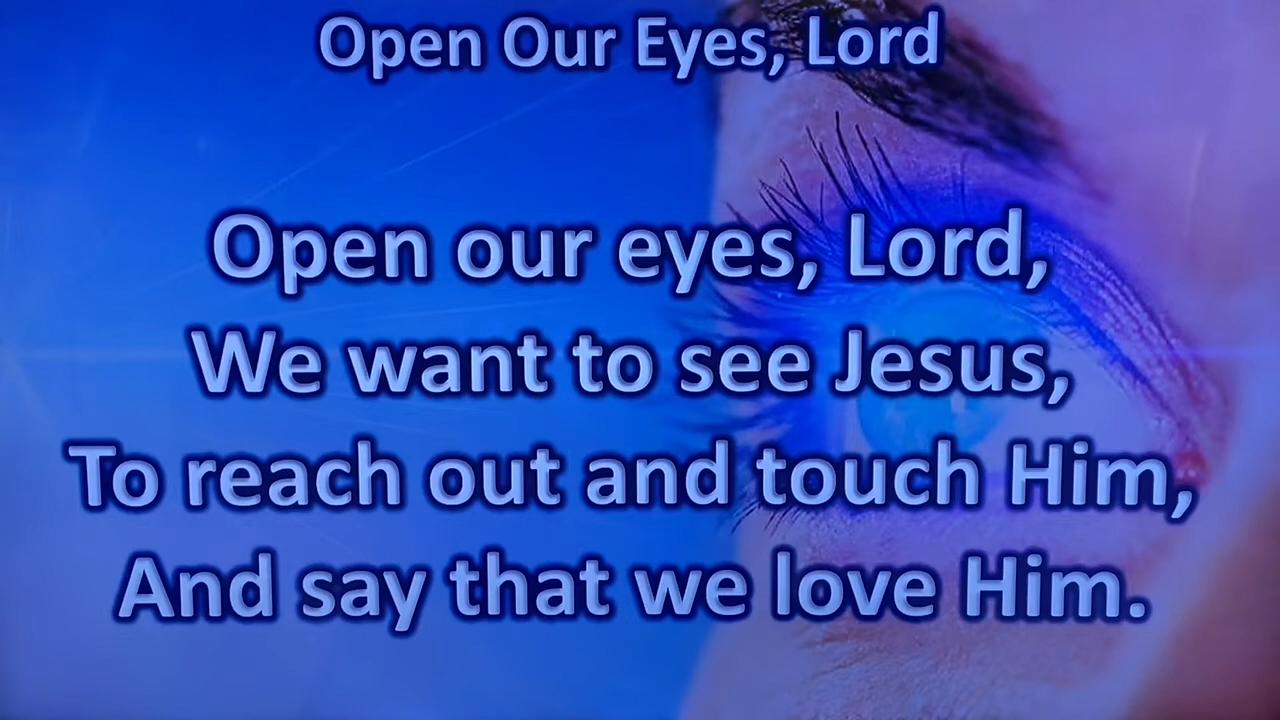 Open Our Eyes, Lord
Open our eyes, Lord,
We want to see Jesus,
To reach out and touch Him,
And say that we love Him.